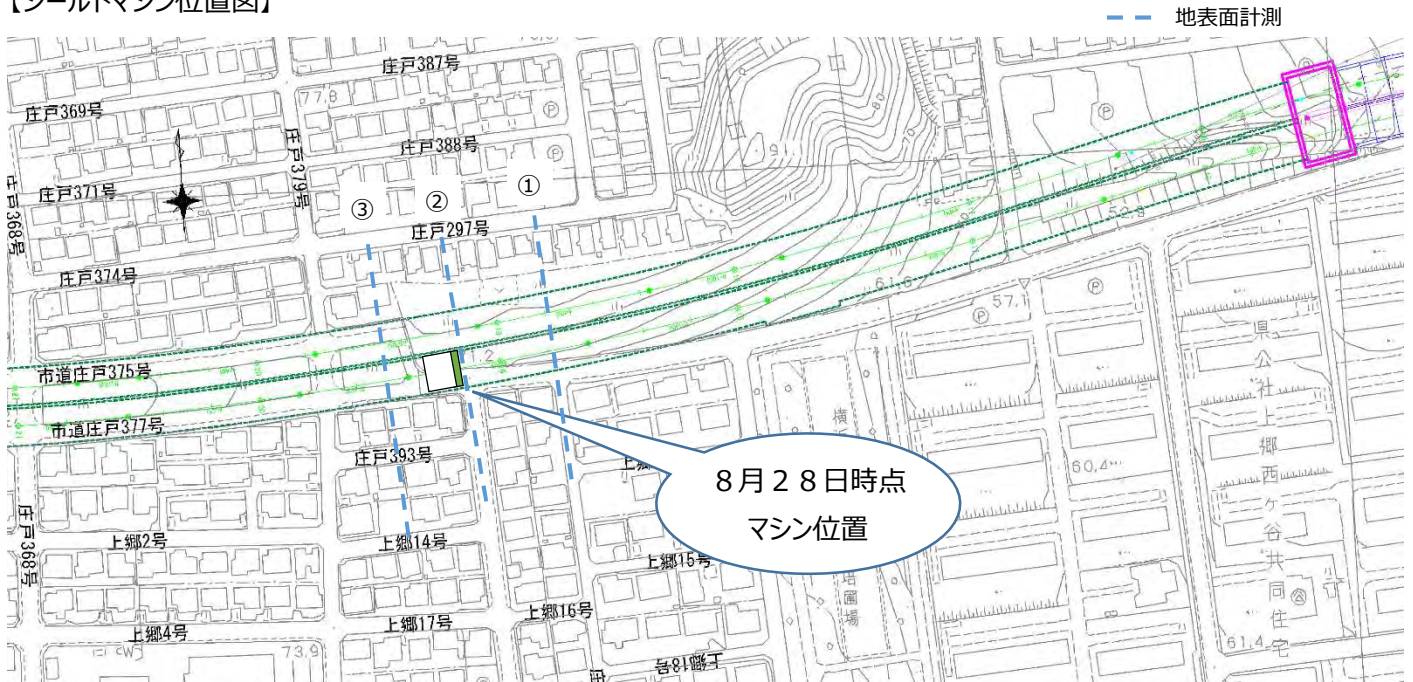 【シールドマシン位置図】
地表面計測
庄戸387号
庄戸369号
77.8
庄戸379号
庄戸388号
庄戸371号
庄戸368号
①
②
③
庄戸297号
庄戸374号
52.9
61.6
57.1
市道庄戸375号
市道庄戸377号
庄戸393号
8月28日時点
マシン位置
県公社
郷西ケ谷共同住宅
60.4
庄戸368号
上郷2号
上郷14号
上郷15号
上郷16号
上郷17号
上郷4号
73.9
上郷18号
61.4